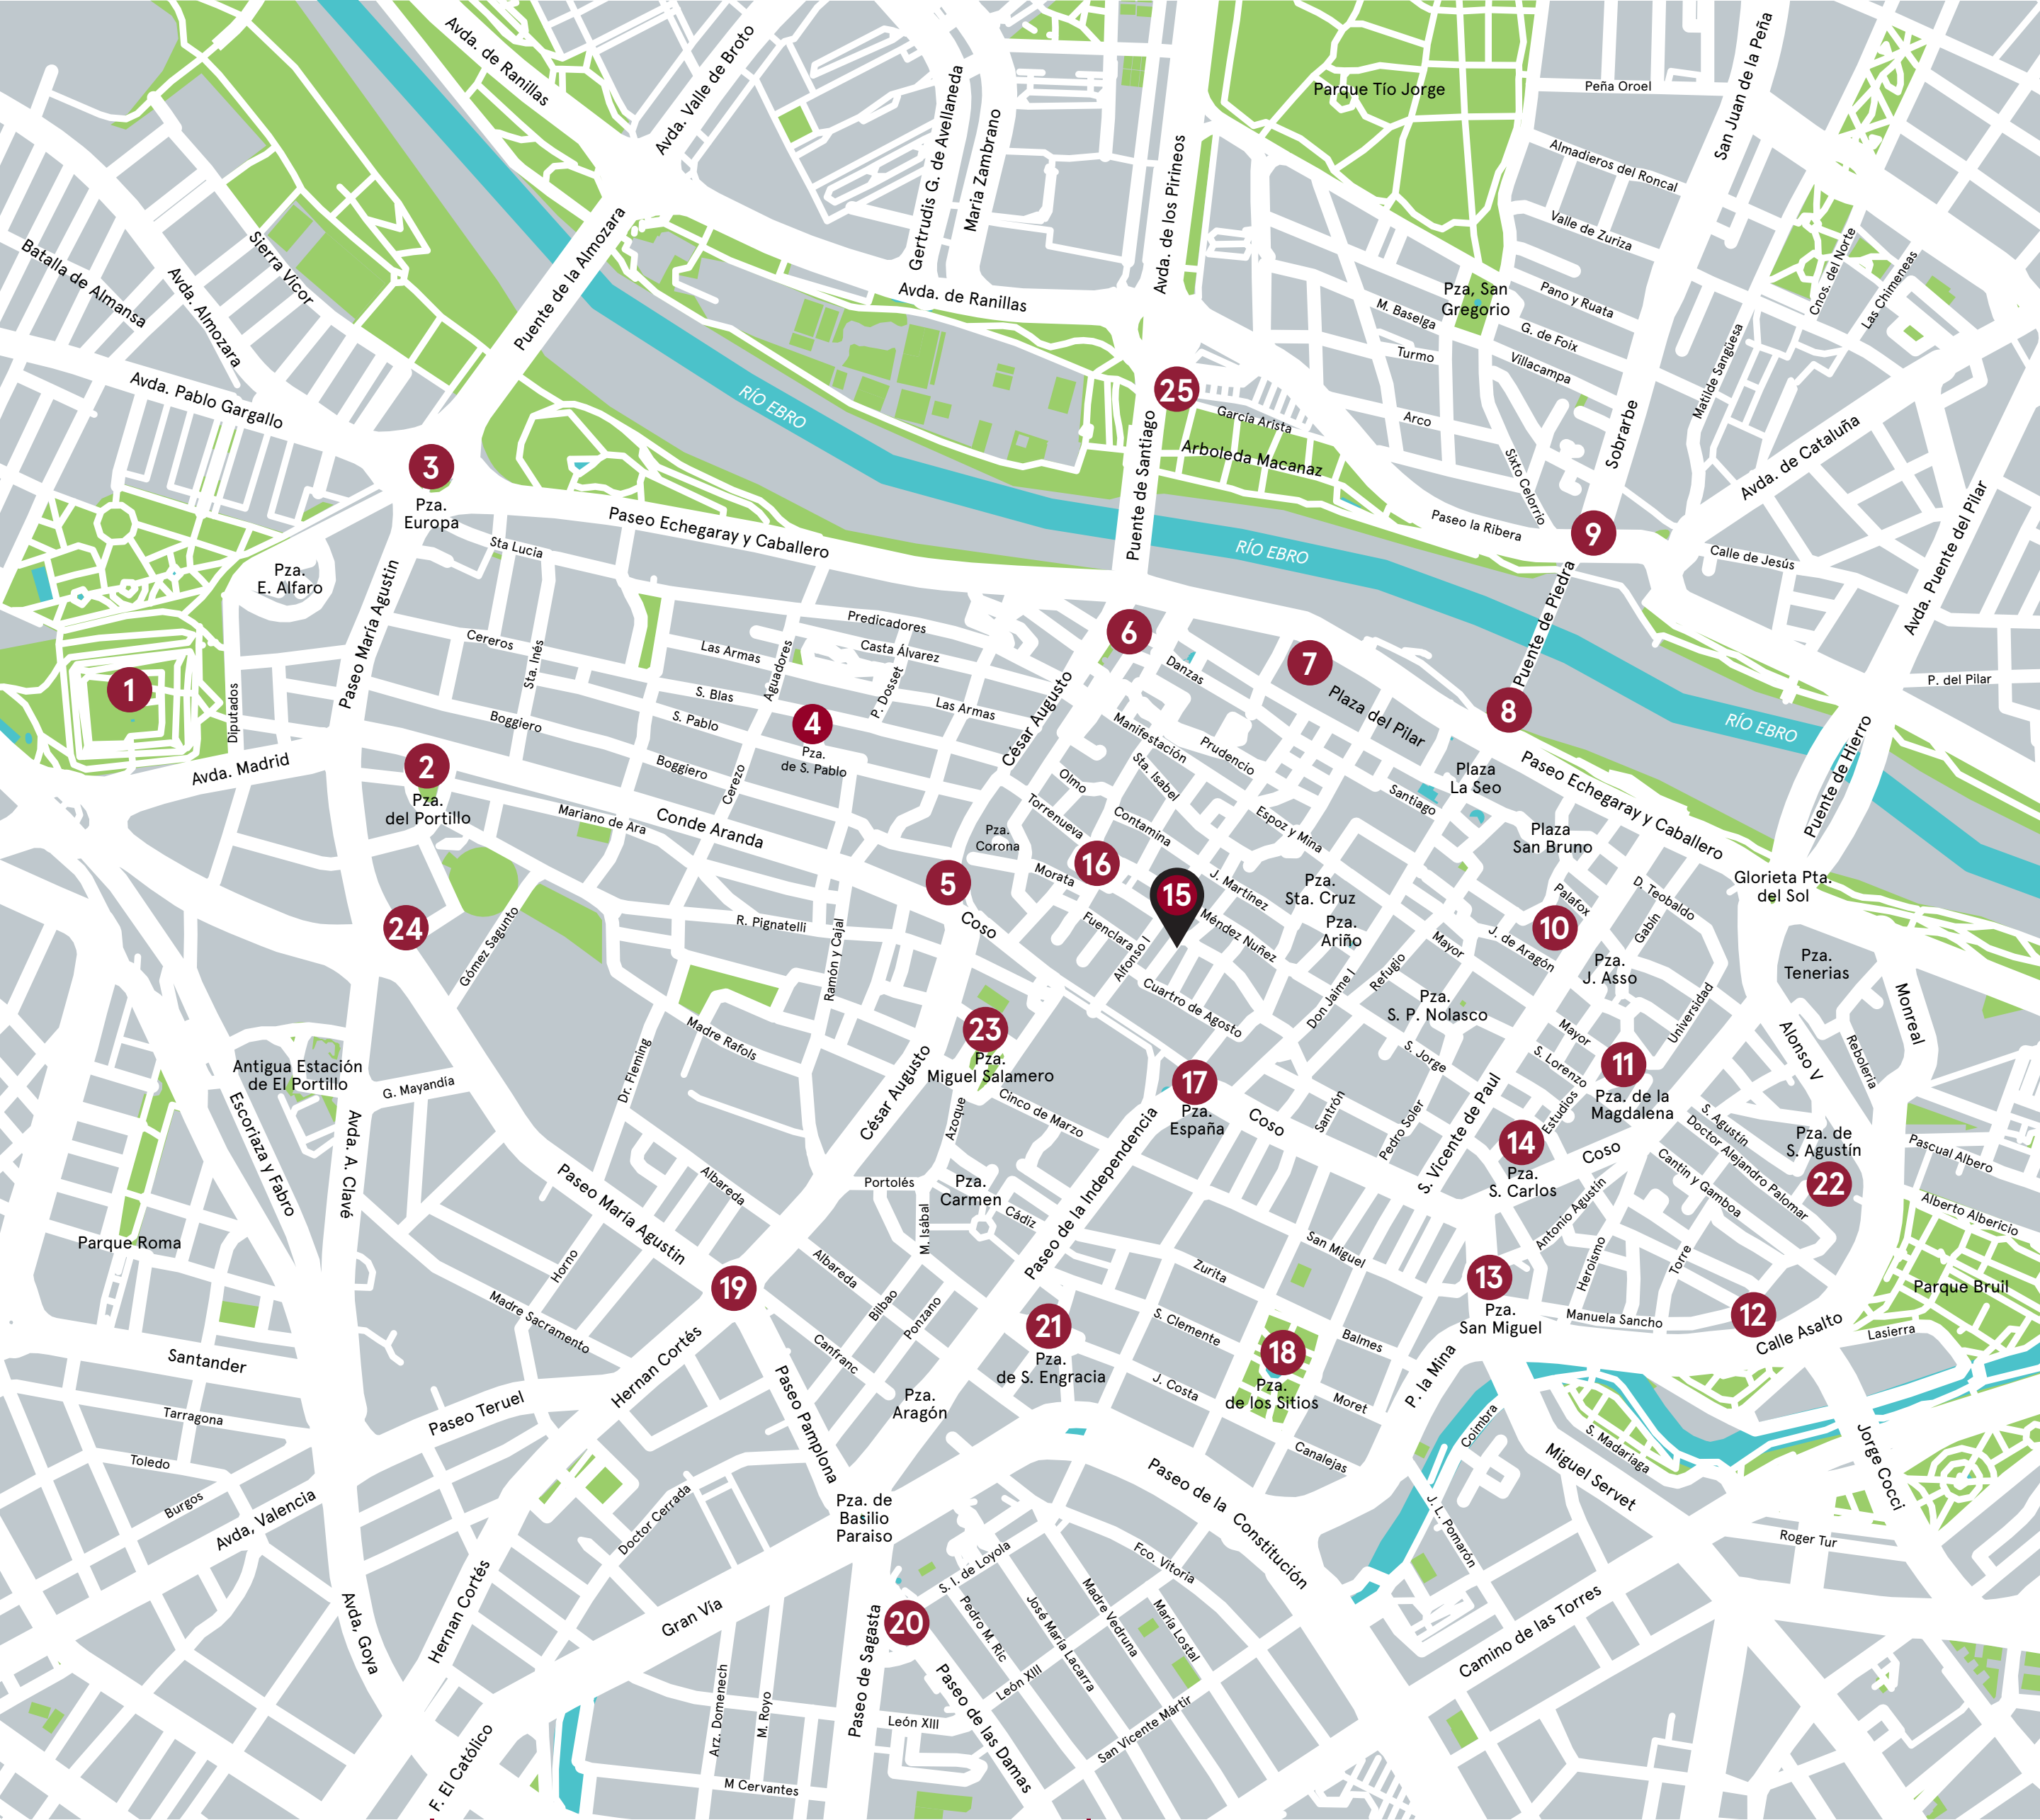 Avda. de Ranillas
Avda. Valle de Broto
Gertrudis G. de Avellaneda
Maria Zambrano
Avda. de los Pirineos
Parque Tío Jorge
Peña Oroel
San Juan de la Peña
Almadieros del Roncal
Valle de Zuriza
Cnos. del Norte
Las Chimeneas
Batalla de Almansa
Avda. Almozara
Sierra Vicor
Puente de la Almozara
Avda. de Ranillas
Pza, San
Gregorio
Pano y Ruata
M. Baselga
G. de Foix
Turmo
Villacampa
Matilde Sangüesa
Avda. Pablo Gargallo
RÍO EBRO
25
García Arista
Arco
Sobrarbe
Avda. de Cataluña
3
Pza.
Europa
Puente de Santiago
Arboleda Macanaz
Sixto Celorrio
Paseo la Ribera
9
Avda. Puente del Pilar
Paseo Echegaray y Caballero
RÍO EBRO
Calle de Jesús
Sta Lucia
Pza.
E. Alfaro
Paseo María Agustin
Puente de Piedra
Predicadores
Cereros
Sta. Inés
Las Armas
Casta Álvarez
Aguadores
P. Dosset
6
Danzas
7
Plaza del Pilar
8
P. del Pilar
RÍO EBRO
1
Diputados
Boggiero
S. Blas
S. Pablo
4
Pza.
de S. Pablo
Las Armas
César Augusto
Manifestación
Prudencio
Sta. Isabel
Puente de Hierro
Avda. Madrid
2
Pza.
del Portillo
Boggiero
Cerezo
Olmo
Plaza
La Seo
Santiago
Paseo Echegaray y Caballero
Mariano de Ara
Conde Aranda
Torrenueva
Contamina
Espoz y Mina
Plaza
San Bruno
Pza.
Corona
16
5
Morata
15
J. Martínez
Pza.
Sta. Cruz
Glorieta Pta.
del Sol
D. Teobaldo
Palafox
24
Gómez Sagunto
R. Pignatelli
Coso
Fuenclara
Alfonso I
Méndez Nuñez
Pza.
Ariño
Mayor
10
J. de Aragón
Gabín
Pza.
J. Asso
Pza.
Tenerias
Ramón y Cajal
Cuartro de Agosto
Don Jaime I
Refugio
Pza.
S. P. Nolasco
Universidad
Monreal
23
Pza.
Miguel Salamero
Madre Rafols
S. Jorge
Mayor
S. Lorenzo
Alonso V
Reboleria
Antigua Estación
de El Portillo
G. Mayandía
Dr. Fleming
César Augusto
Azoque
Cinco de Marzo
17
Pza.
España
Coso
Santrón
Pedro Soler
S. Vicente de Paul
11
Pza. de la
Magdalena
Estudios
S. Agustín
Doctor Alejandro Palomar
Pza. de
S. Agustín
Pascual Albero
Escoriaza y Fabro
Avda. A. Clavé
14
Pza.
S. Carlos
Coso
Cantin y Gamboa
22
Paseo María Agustin
Albareda
Portolés
Pza.
Carmen
Cádiz
M. Isábal
Paseo de la Independencia
Antonio Agustín
Alberto Albericio
Parque Roma
Horno
Albareda
San Miguel
Zurita
Heroismo
Torre
13
Pza.
San Miguel
Parque Bruil
19
Bilbao
Ponzano
Madre Sacramento
21
Pza.
de S. Engracia
S. Clemente
Balmes
Manuela Sancho
12
Calle Asalto
Lasierra
Hernan Cortés
Canfranc
18
Pza.
de los Sitios
Santander
Paseo Pamplona
J. Costa
Moret
P. la Mina
Tarragona
Paseo Teruel
Pza.
Aragón
Coimbra
S. Madariaga
Toledo
Canalejas
Miguel Servet
Jorge Cocci
Burgos
Avda, Valencia
Doctor Cerrada
Pza. de
Basilio
Paraiso
Paseo de la Constitución
J. L. Pomarón
Roger Tur
Avda, Goya
Hernan Cortés
Gran Vía
S. I. de Loyola
Fco. Vitoria
20
Pedro M. Ric
José María Lacarra
Madre Vedruna
María Lostal
Camino de las Torres
Paseo de Sagasta
León XIII
Arz. Domenech
M. Royo
León XIII
Paseo de las Damas
San Vicente Mártir
F. El Católico
M Cervantes